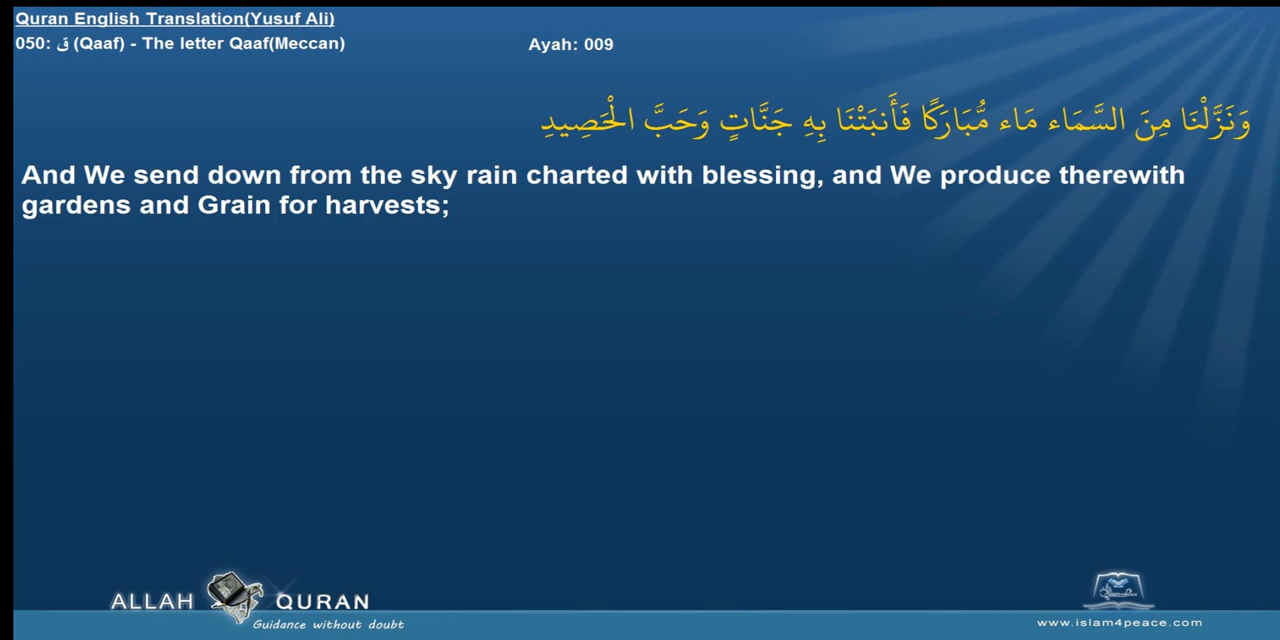 Quran English Translation(Yusuf Ali)
050: ق (Qaaf) - The letter Qaaf(Meccan) Ayah: 009
وَنَزَّلْنَا مِنَ السَّمَاء مَاء مُّبَارَكًا فَأَنبَتْنَا بِهِ جَنَّاتٍ وَحَبَّ الْحَصِيدِ
And We send down from the sky rain charted with blessing, and We produce therewith
gardens and Grain for harvests;
ALLAH QURAN
Guidance without doubt
www.islam4peace.com